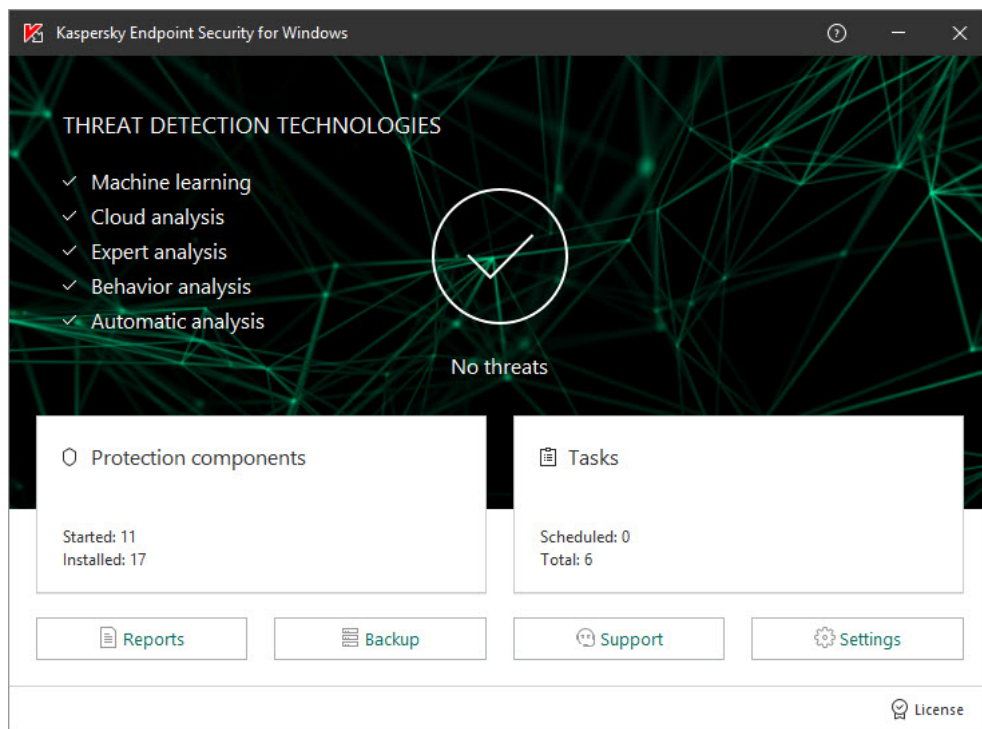 Kaspersky Endpoint Security for Windows
THREAT DETECTION TECHNOLOGIES
Machine learning
Cloud analysis
Expert analysis
Behavior analysis
Automatic analysis
No threats
Protection components
Started: 11
Installed: 17
Tasks
Scheduled: 0
Total: 6
Reports
Backup
Support
Settings
License